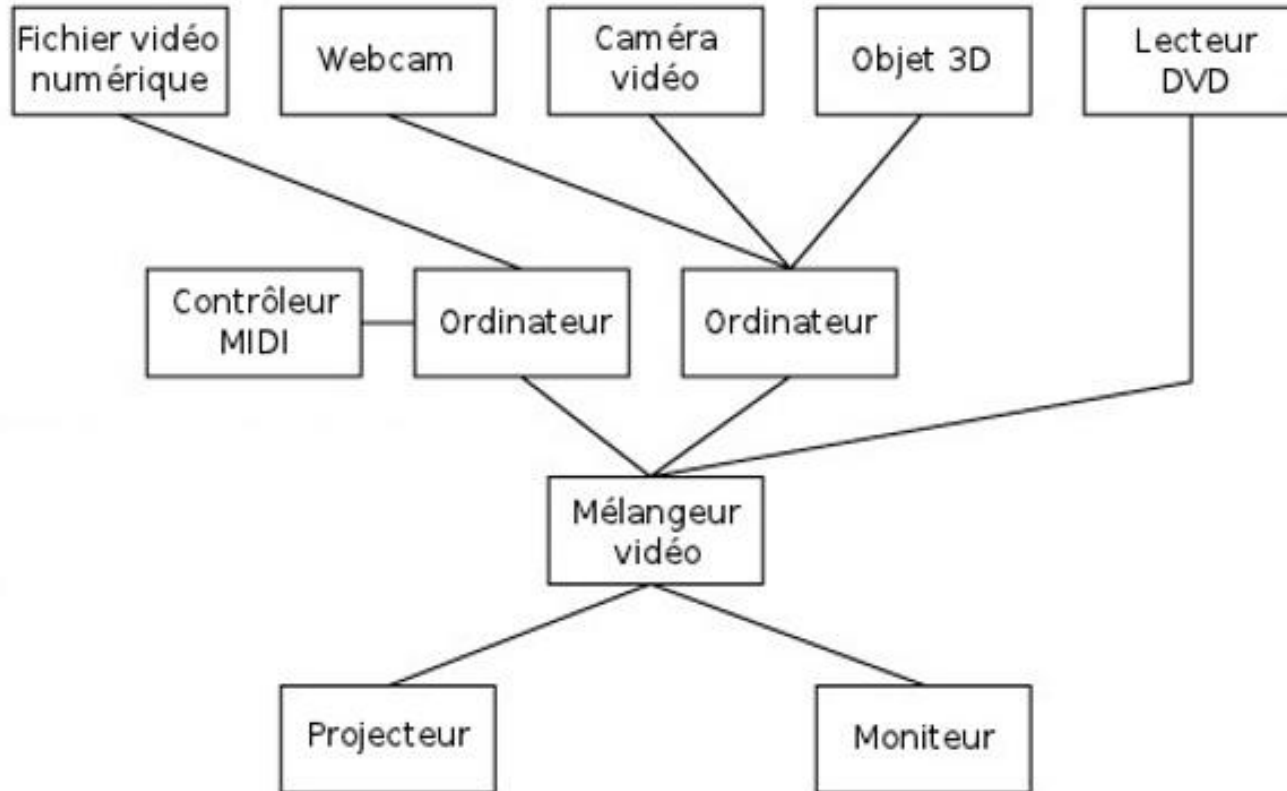 Fichier vidéo
numérique
Webcam
Caméra
vidéo
Objet 3D
Lecteur
DVD
Contrôleur
MIDI
Ordinateur
Ordinateur
Mélangeur
vidéo
Projecteur
Moniteur